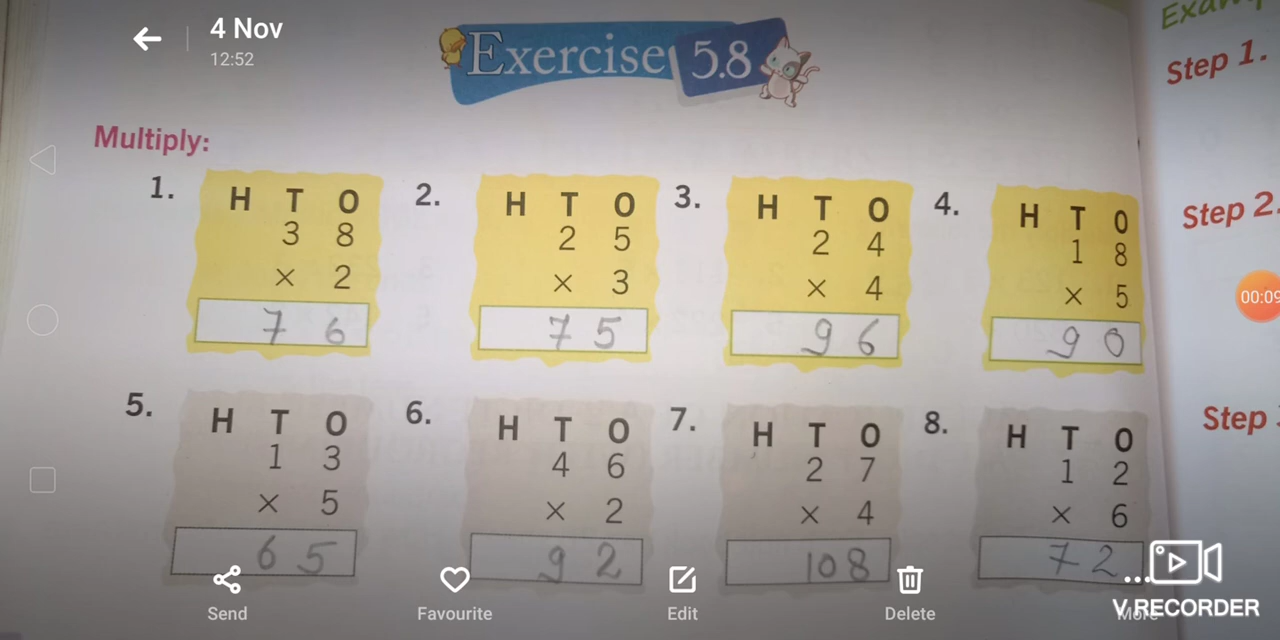 4 Nov
12:52
Exercise 5.8
Multiply:
1. H T O
3 8
× 2
7 6
2. H T O
2 5
× 3
7 5
3. H T O
2 4
× 4
9 6
4. H T O
1 8
× 5
9 0
5. H T O
1 3
× 5
6 5
6. H T O
4 6
× 2
9 2
7. H T O
2 7
× 4
108
8. H T O
1 2
× 6
7 2
Step 1.
Step 2.
Step
00:09
Send
Favourite
Edit
Delete
More
V.RECORDER